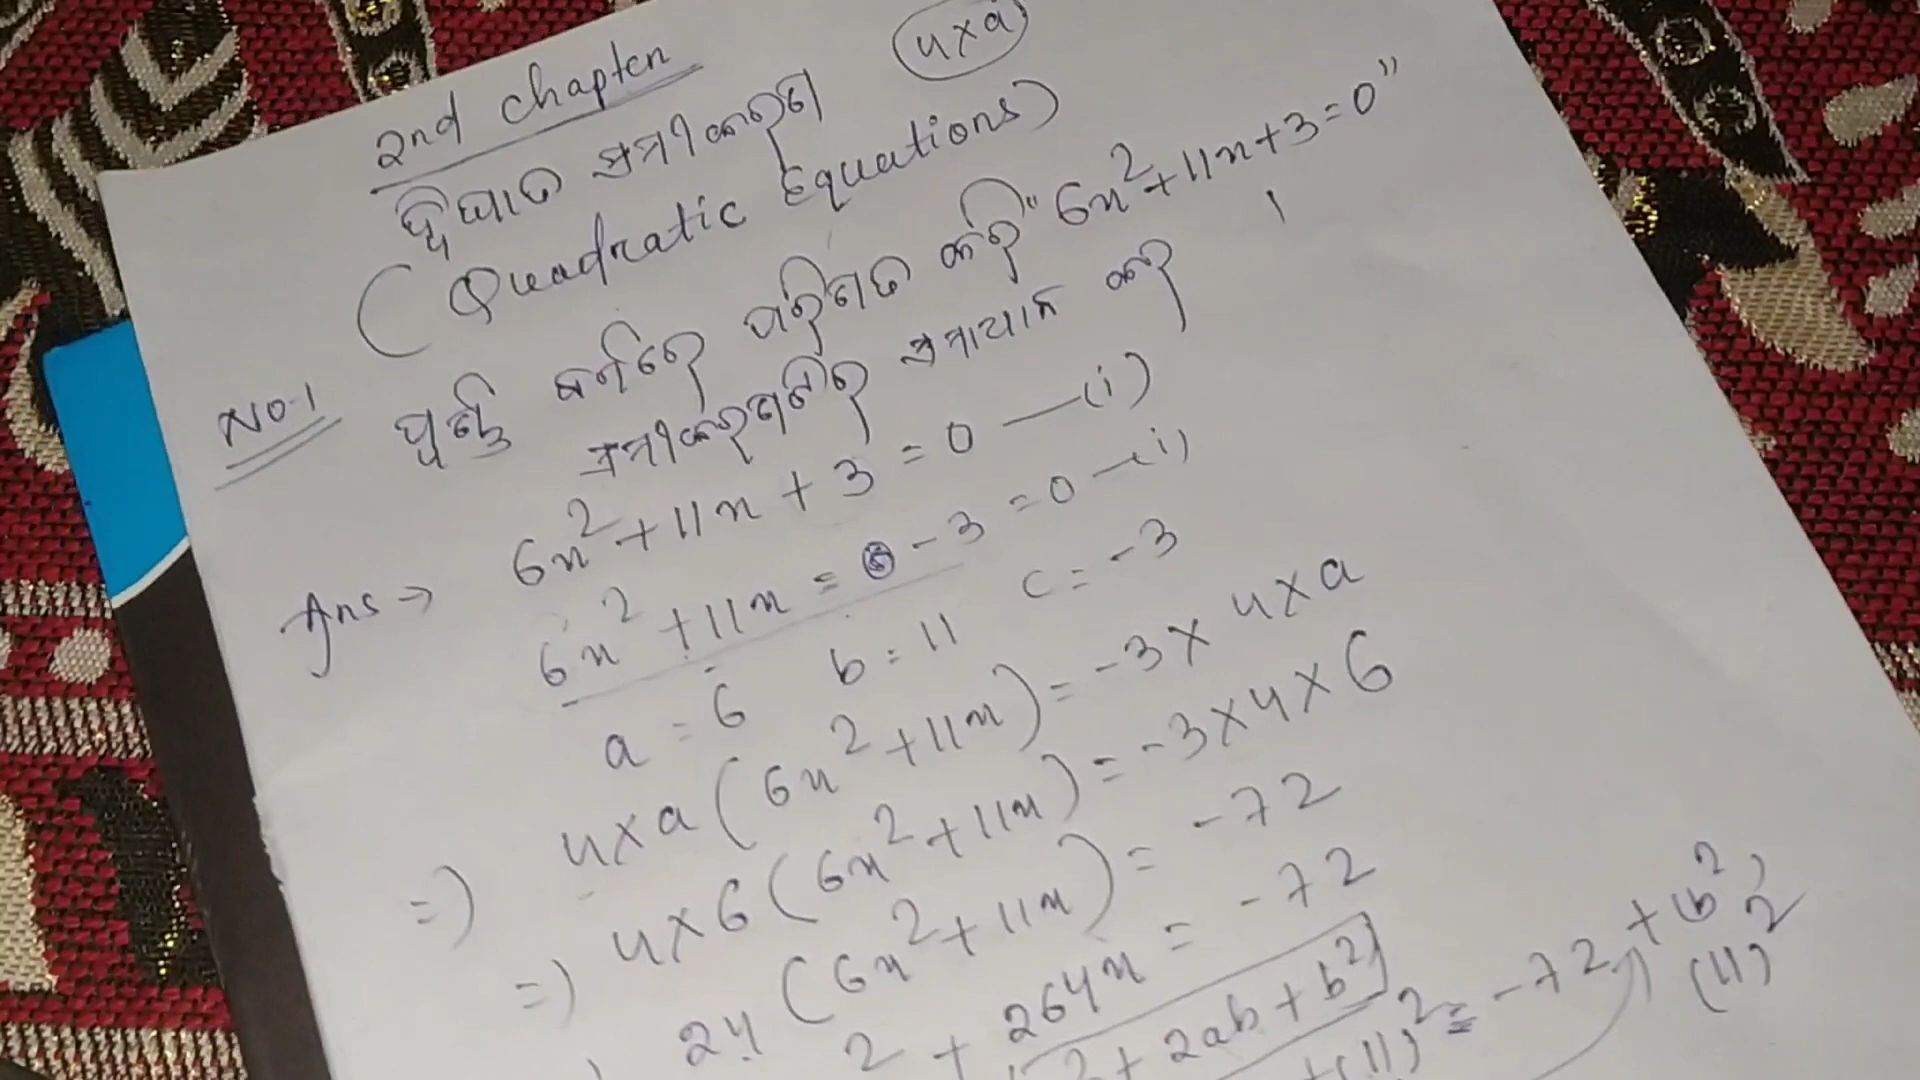 4×a
2nd Chapter
ଦ୍ଵିଘାତ ସମୀକରଣ
(Quadratic Equations)
NO-1 ପୂର୍ଣ୍ଣ ବର୍ଗରେ ପରିଣତ କରି "6x²+11x+3=0"
ସମୀକରଣଟିର ସମାଧାନ କର ।
Ans → 6x²+11x+3=0 —(i)
6x²+11x = 0-3 = 0 —(i)
a = 6 b = 11 c = -3
4×a(6x²+11x) = -3×4×a
=) 4×6(6x²+11x) = -3×4×6
=) 24(6x²+11x) = -72
2 + 264x = -72
2 + 2ab + b²
+(11)² = -72 + (b²)
(11)²